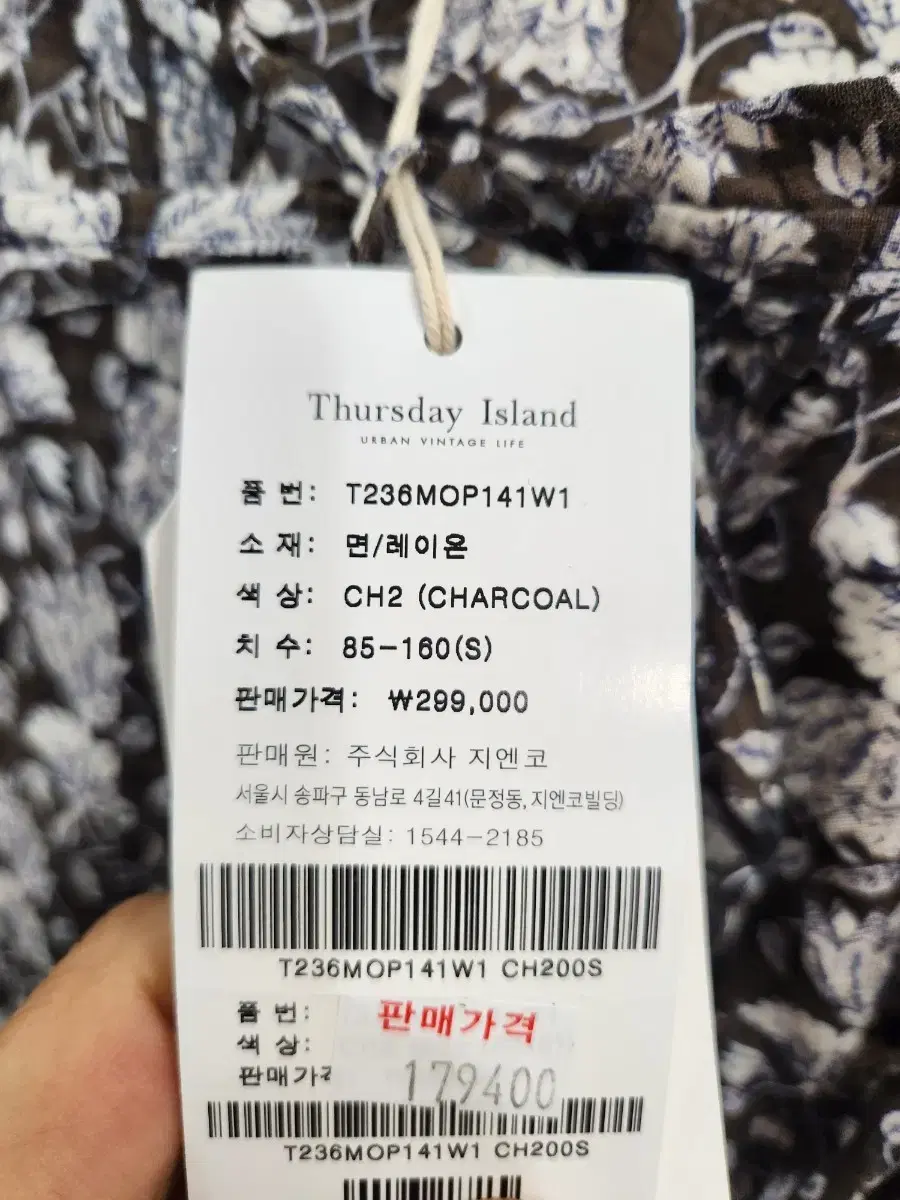 Thursday Island
URBAN VINTAGE LIFE
품 번: T236MOP141W1
소 재: 면/레이온
색 상: CH2 (CHARCOAL)
치 수: 85-160(S)
판매가격: ₩299,000
판매원: 주식회사 지엔코
서울시 송파구 동남로 4길41(문정동, 지엔코빌딩)
소비자상담실: 1544-2185
T236MOP141W1 CH200S
품 번:
판매가격
색 상:
판매가격
179400
T236MOP141W1 CH200S